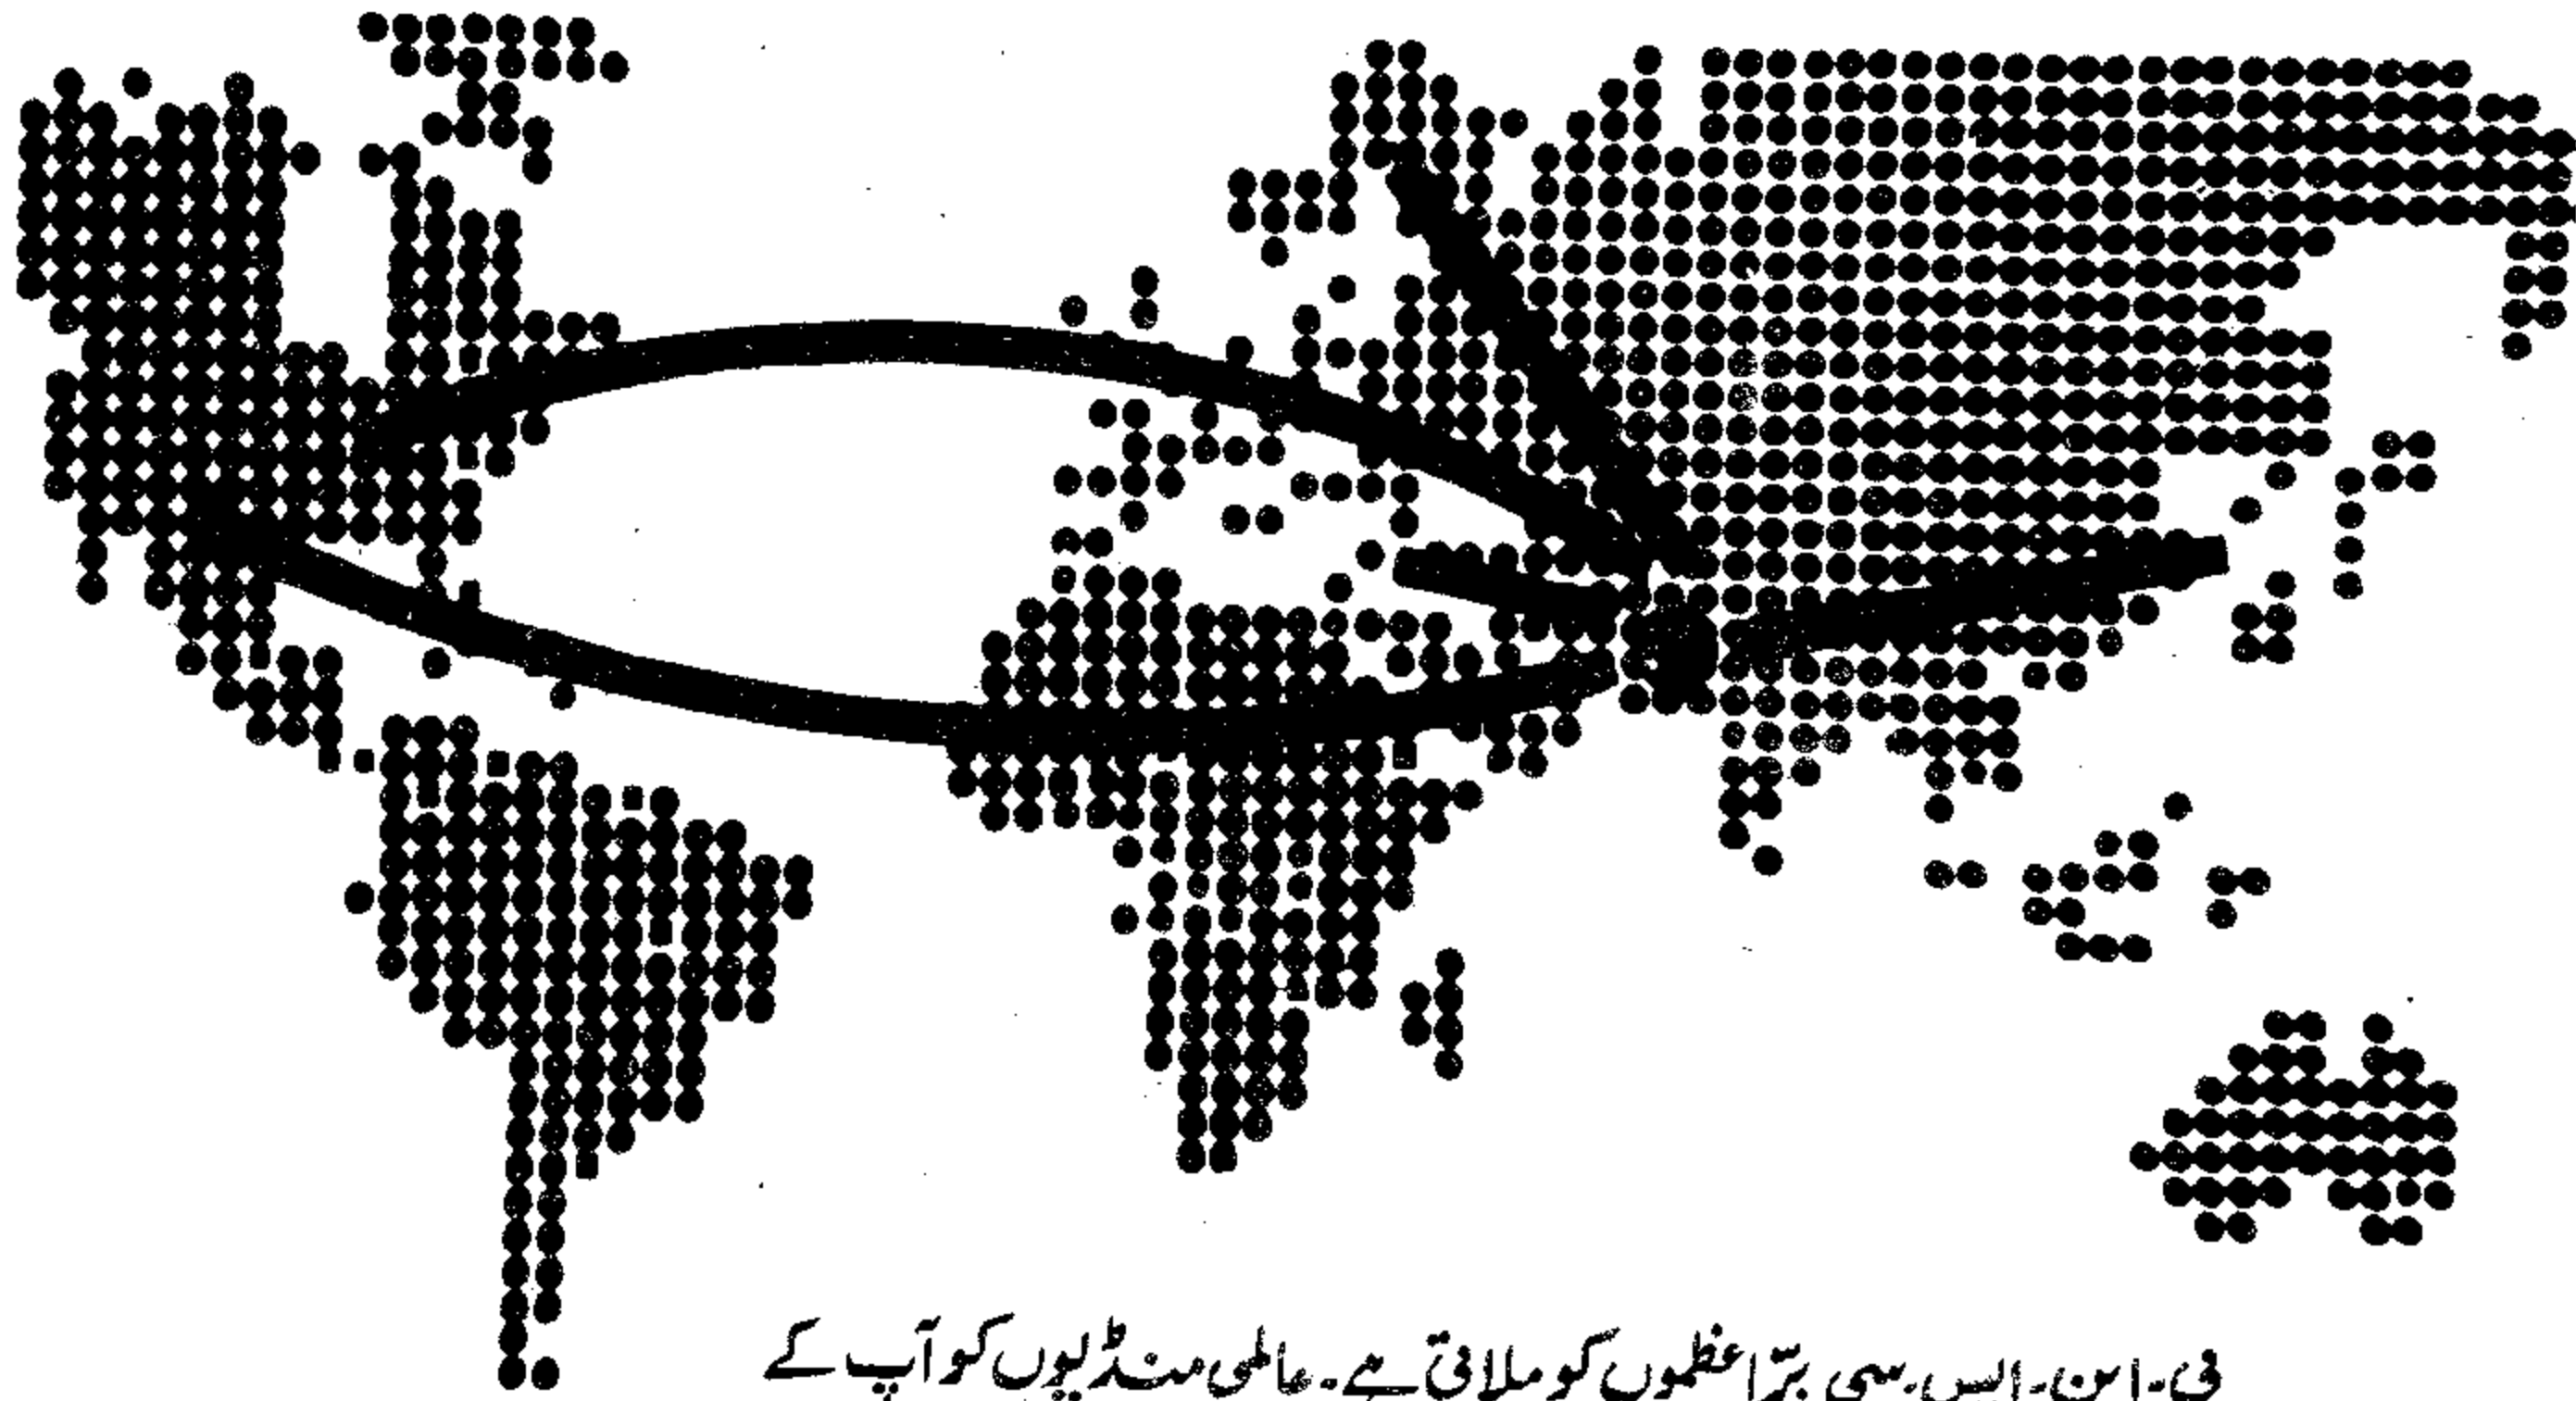 پی۔ این۔ ایس۔ سی برّاعظموں کو ملاتی ہے۔ عالمی منڈیوں کو آپ کے